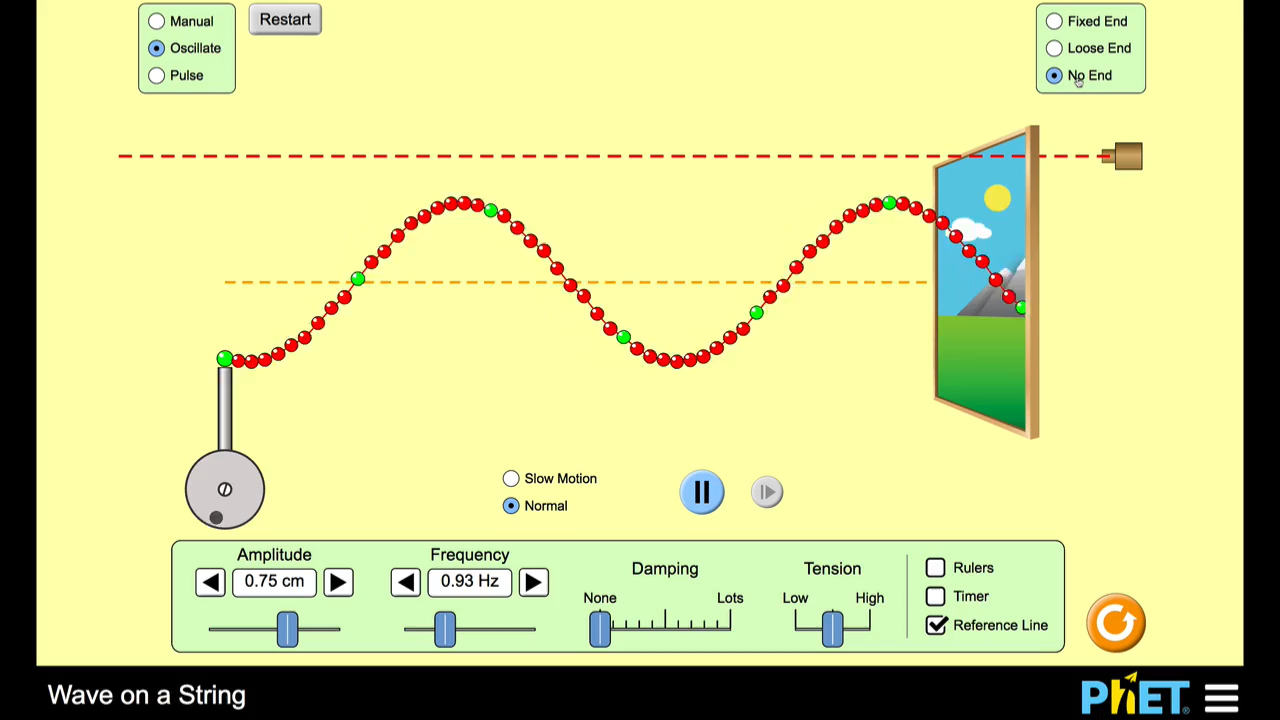 Manual
Oscillate
Pulse
Restart
Fixed End
Loose End
No End
Slow Motion
Normal
Amplitude
0.75 cm
Frequency
0.93 Hz
Damping
None
Lots
Tension
Low
High
Rulers
Timer
Reference Line
Wave on a String
PhET